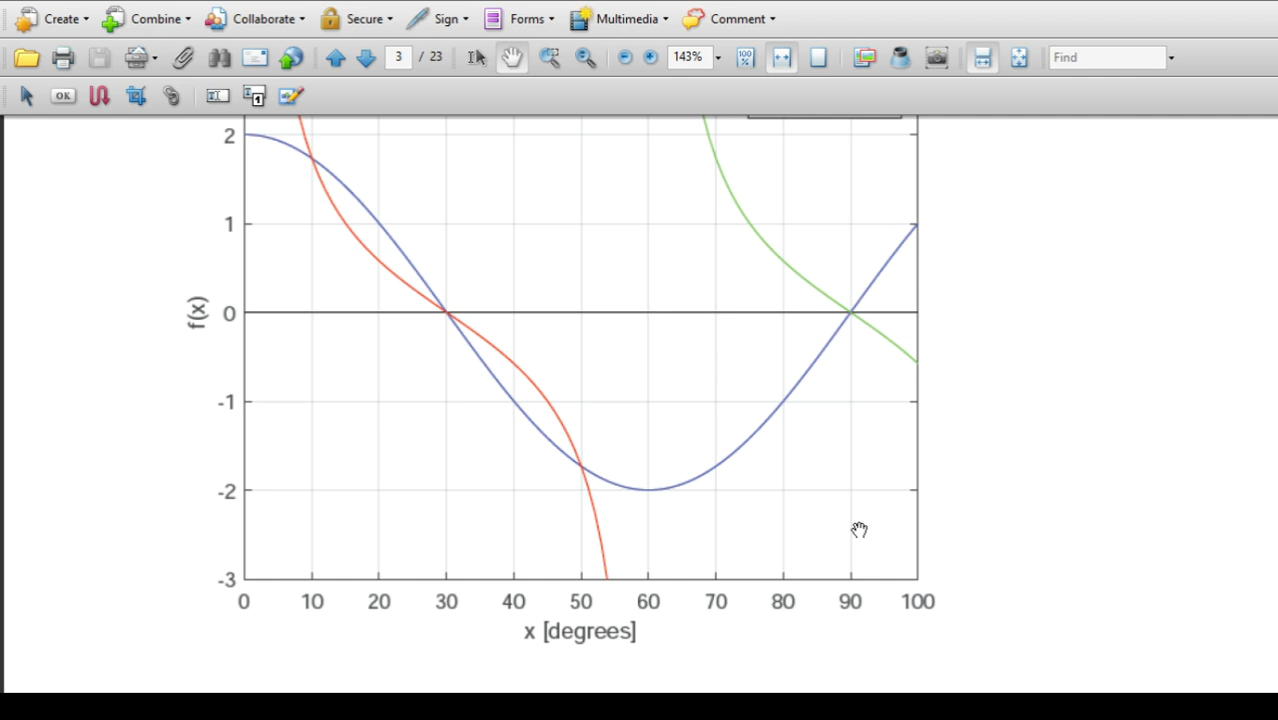 Create Combine Collaborate Secure Sign Forms Multimedia Comment
3 / 23 143% Find
OK 1
2
1
0
-1
-2
-3
f(x)
0 10 20 30 40 50 60 70 80 90 100
x [degrees]